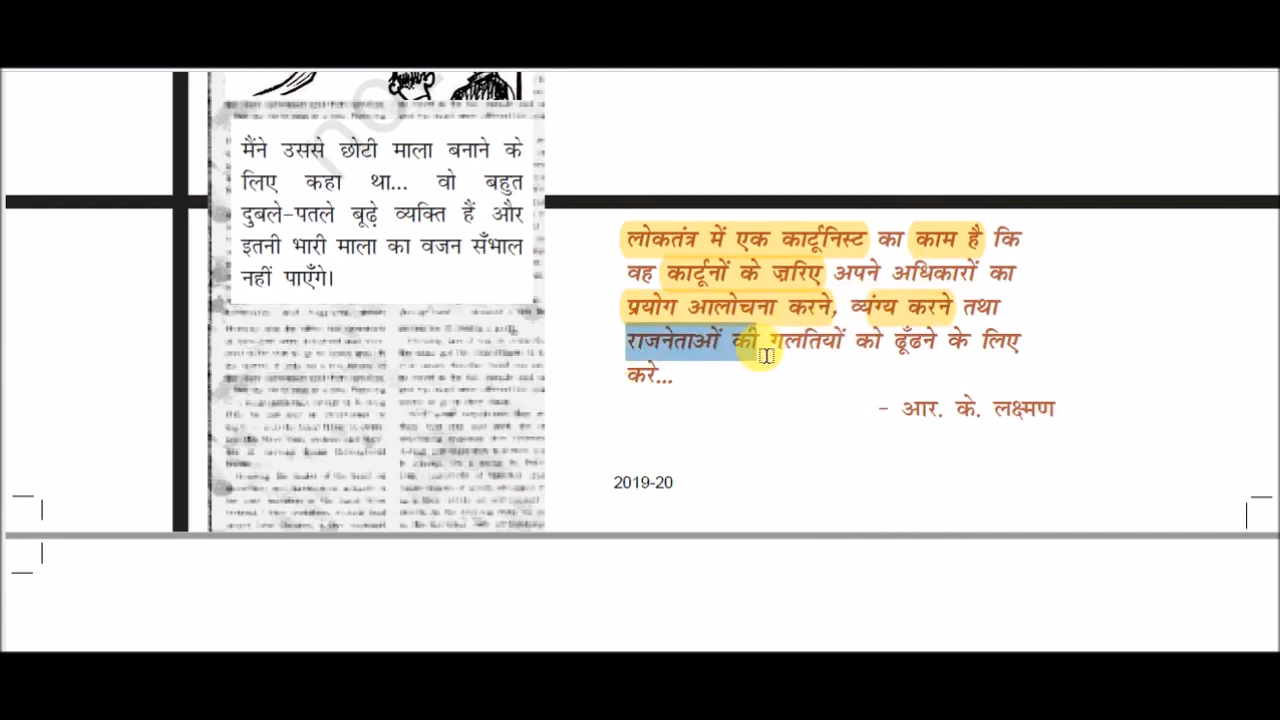 मैंने उससे छोटी माला बनाने के
लिए कहा था... वो बहुत
दुबले-पतले बूढ़े व्यक्ति हैं और
इतनी भारी माला का वजन सँभाल
नहीं पाएँगे।
लोकतंत्र में एक कार्टूनिस्ट का काम है कि
वह कार्टूनों के ज़रिए अपने अधिकारों का
प्रयोग आलोचना करने, व्यंग्य करने तथा
राजनेताओं की गलतियों को ढूँढने के लिए
करे...
- आर. के. लक्ष्मण
2019-20